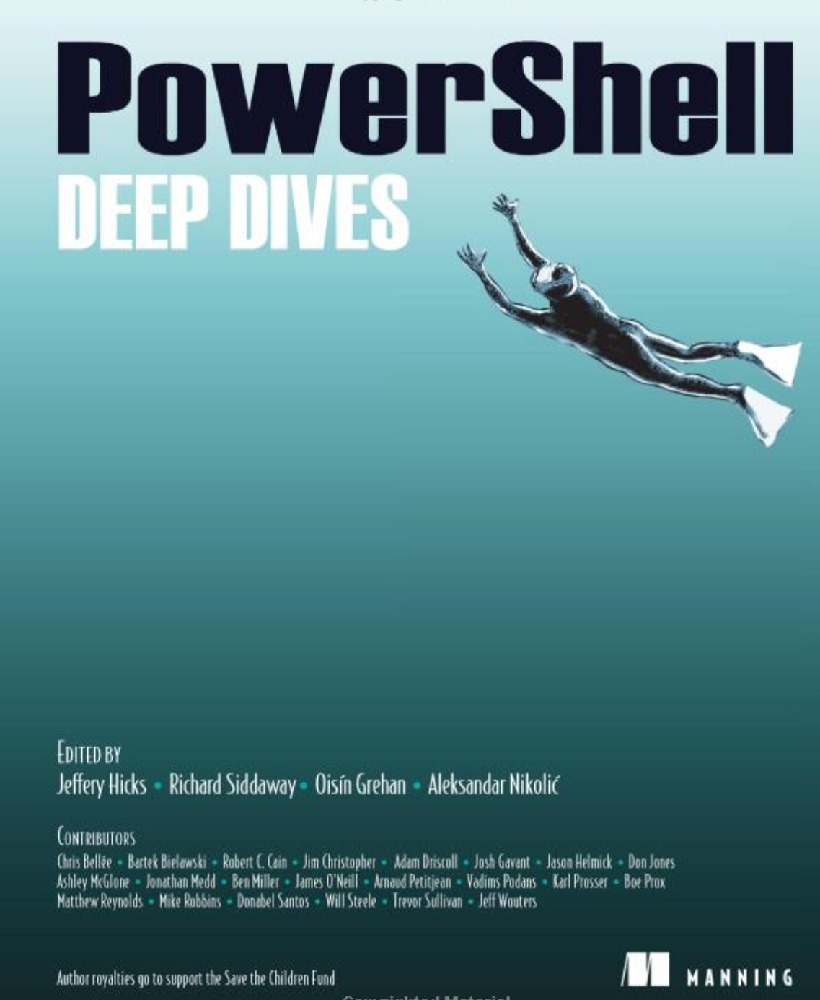 PowerShell
DEEP DIVES
EDITED BY
Jeffery Hicks • Richard Siddaway • Oisín Grehan • Aleksandar Nikolić
CONTRIBUTORS
Chris Bellée • Bartek Bielawski • Robert C. Cain • Jim Christopher • Adam Driscoll • Josh Gavant • Jason Helmick • Don Jones
Ashley McGlone • Jonathan Medd • Ben Miller • James O'Neill • Arnaud Petitjean • Vadims Podans • Karl Prosser • Boe Prox
Matthew Reynolds • Mike Robbins • Donabel Santos • Will Steele • Trevor Sullivan • Jeff Wouters
Author royalties go to support the Save the Children Fund
MANNING